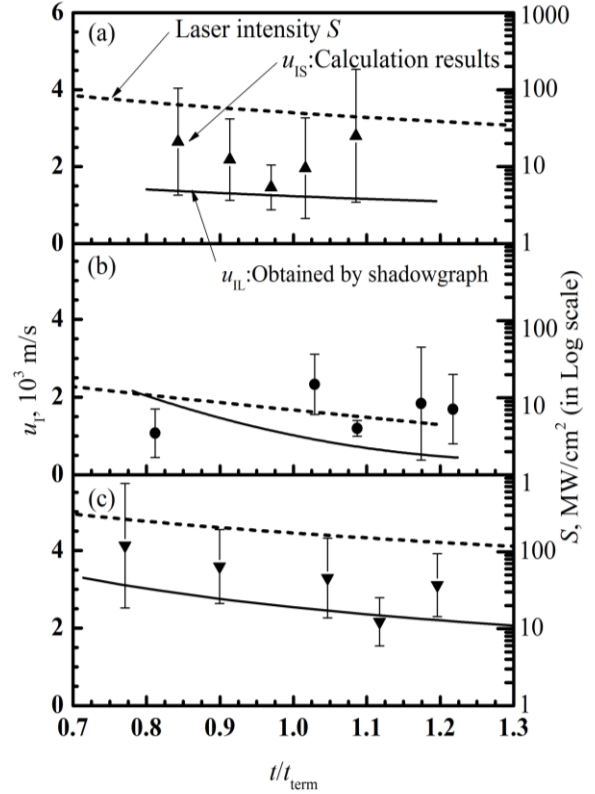 6 (a) 1000
Laser intensity S
u_IS:Calculation results
4 100
2 10
0 1
u_IL:Obtained by shadowgraph
(b)
4 100
2 10
0 1
u_I, 10^3 m/s
S, MW/cm^2 (in Log scale)
(c)
4 100
2 10
0 1
0.7 0.8 0.9 1.0 1.1 1.2 1.3
t/t_term